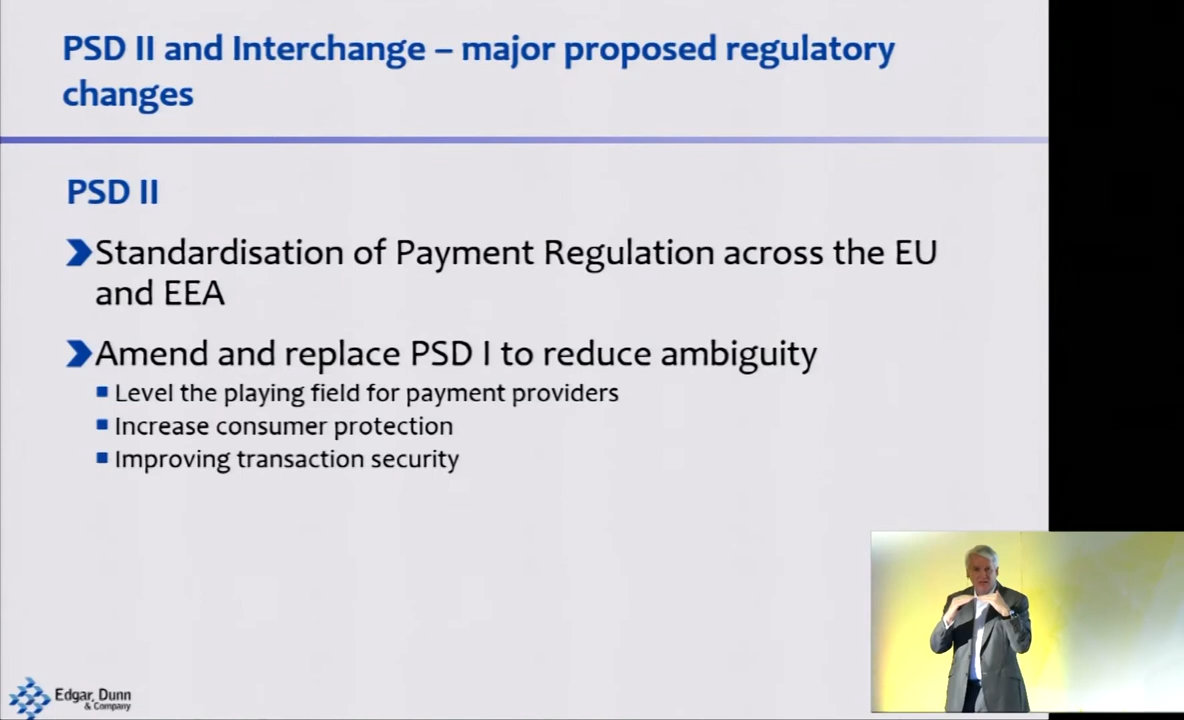 PSD II and Interchange – major proposed regulatory
changes
PSD II
Standardisation of Payment Regulation across the EU
and EEA
Amend and replace PSD I to reduce ambiguity
Level the playing field for payment providers
Increase consumer protection
Improving transaction security
Edgar, Dunn
& Company